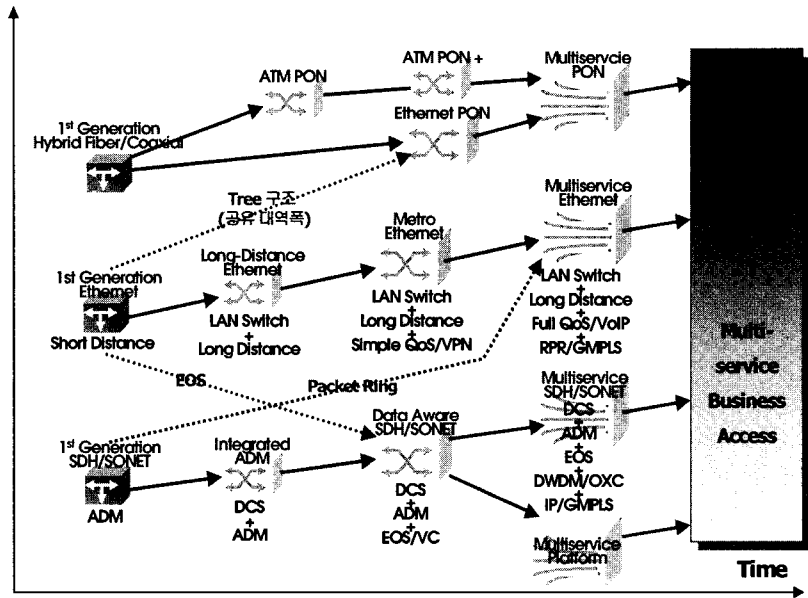 ATM PON
ATM PON +
Multiservcie
PON
1st Generation
Hybrid Fiber/Coaxial
Ethernet PON
Tree 구조
(공유 대역폭)
1st Generation
Ethernet
Short Distance
Long-Distance
Ethernet
LAN Switch
+
Long Distance
Metro
Ethernet
LAN Switch
+
Long Distance
+
Simple QoS/VPN
Multiservice
Ethernet
LAN Switch
+
Long Distance
+
Full QoS/VoIP
+
RPR/GMPLS
EOS
Packet Ring
1st Generation
SDH/SONET
ADM
Integrated
ADM
DCS
+
ADM
Data Aware
SDH/SONET
DCS
+
ADM
+
EOS/VC
Multiservice
SDH/SONET
DCS
+
ADM
+
EOS
+
DWDM/OXC
+
IP/GMPLS
Multiservice
Platform
Multi-
service
Business
Access
Time